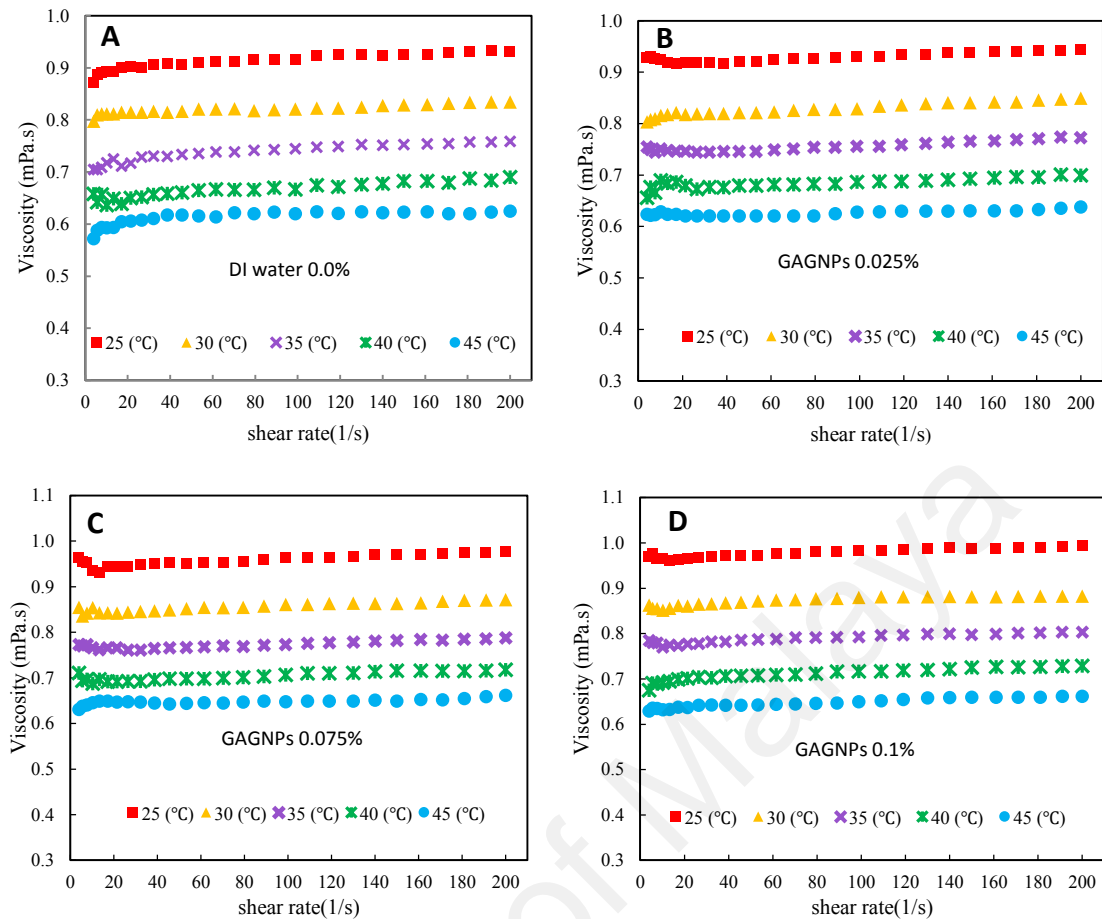 A
Viscosity (mPa.s)
1.0
0.9
0.8
0.7
0.6
0.5
0.4
0.3
DI water 0.0%
25 (℃) 30 (℃) 35 (℃) 40 (℃) 45 (℃)
0 20 40 60 80 100 120 140 160 180 200
shear rate(1/s)
B
Viscosity (mPa.s)
1.0
0.9
0.8
0.7
0.6
0.5
0.4
0.3
GAGNPs 0.025%
25 (℃) 30 (℃) 35 (℃) 40 (℃) 45 (℃)
0 20 40 60 80 100 120 140 160 180 200
shear rate(1/s)
C
Viscosity (mPa.s)
1.1
1.0
0.9
0.8
0.7
0.6
0.5
0.4
0.3
GAGNPs 0.075%
25 (℃) 30 (℃) 35 (℃) 40 (℃) 45 (℃)
0 20 40 60 80 100 120 140 160 180 200
shear rate(1/s)
D
Viscosity (mPa.s)
1.1
1.0
0.9
0.8
0.7
0.6
0.5
0.4
0.3
GAGNPs 0.1%
25 (℃) 30 (℃) 35 (℃) 40 (℃) 45 (℃)
0 20 40 60 80 100 120 140 160 180 200
shear rate(1/s)
of Malaya